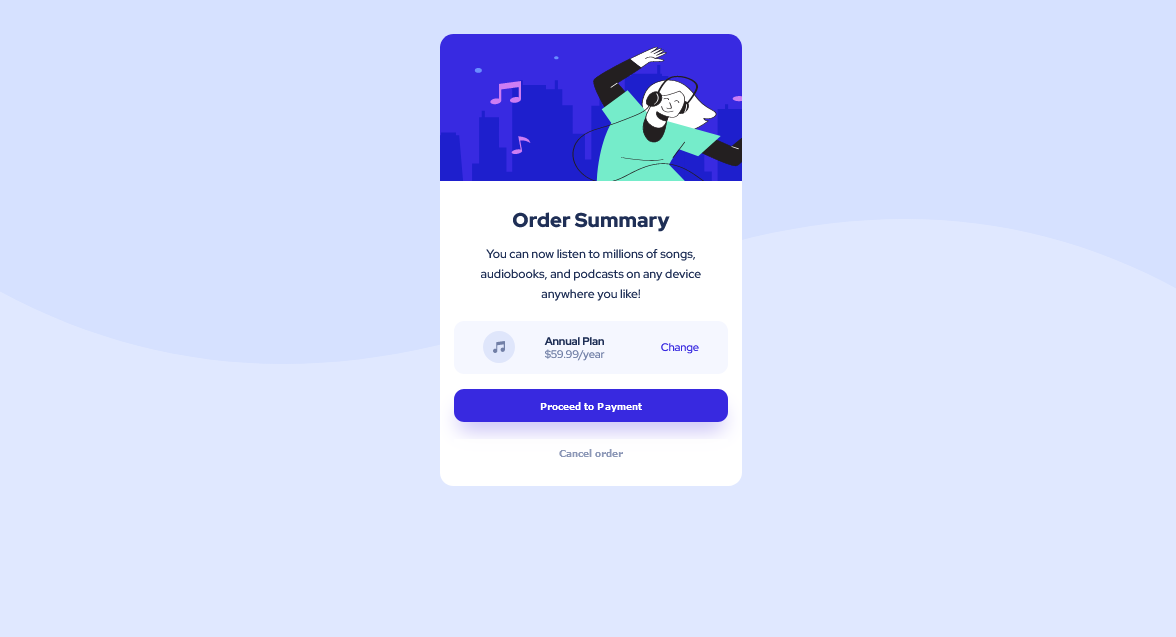 Order Summary
You can now listen to millions of songs,
audiobooks, and podcasts on any device
anywhere you like!
Annual Plan
$59.99/year
Change
Proceed to Payment
Cancel order